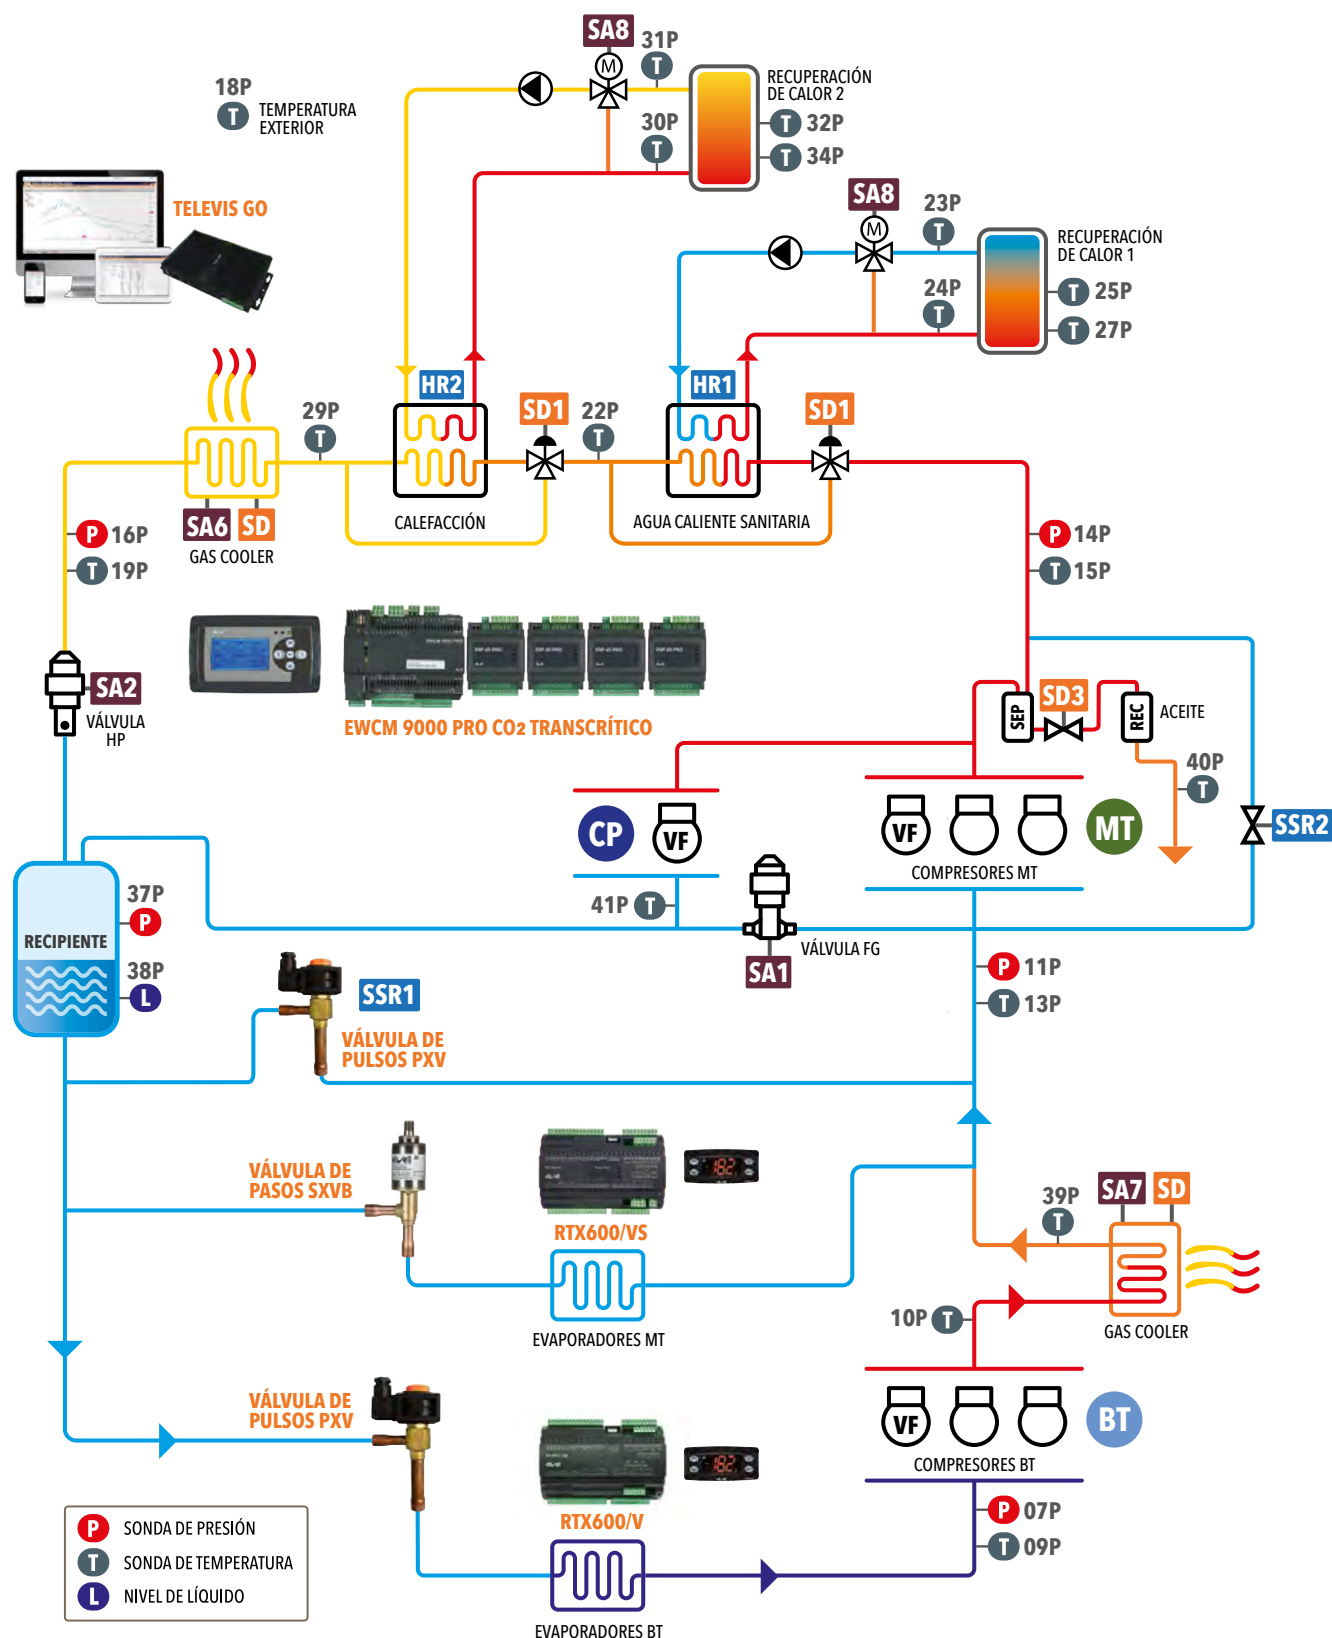 SA8
31P
M
T
RECUPERACIÓN
DE CALOR 2
18P
T
TEMPERATURA
EXTERIOR
30P
T
T 32P
T 34P
TELEVIS GO
SA8
23P
M
T
RECUPERACIÓN
DE CALOR 1
24P
T
T 25P
T 27P
HR2
HR1
29P
T
SD1
22P
T
SD1
CALEFACCIÓN
AGUA CALIENTE SANITARIA
SA6
SD
GAS COOLER
P 16P
T 19P
P 14P
T 15P
SA2
VÁLVULA
HP
EWCM 9000 PRO CO2 TRANSCRÍTICO
SEP
SD3
REC
ACEITE
40P
T
CP
VF
VF
MT
SSR2
COMPRESORES MT
37P
P
41P T
RECIPIENTE
VÁLVULA FG
38P
L
SSR1
SA1
P 11P
T 13P
VÁLVULA DE
PULSOS PXV
VÁLVULA DE
PASOS SXVB
182
RTX600/VS
39P
T
SA7
SD
EVAPORADORES MT
10P T
GAS COOLER
VÁLVULA DE
PULSOS PXV
VF
BT
182
COMPRESORES BT
RTX600/V
P 07P
T 09P
P SONDA DE PRESIÓN
T SONDA DE TEMPERATURA
L NIVEL DE LÍQUIDO
EVAPORADORES BT